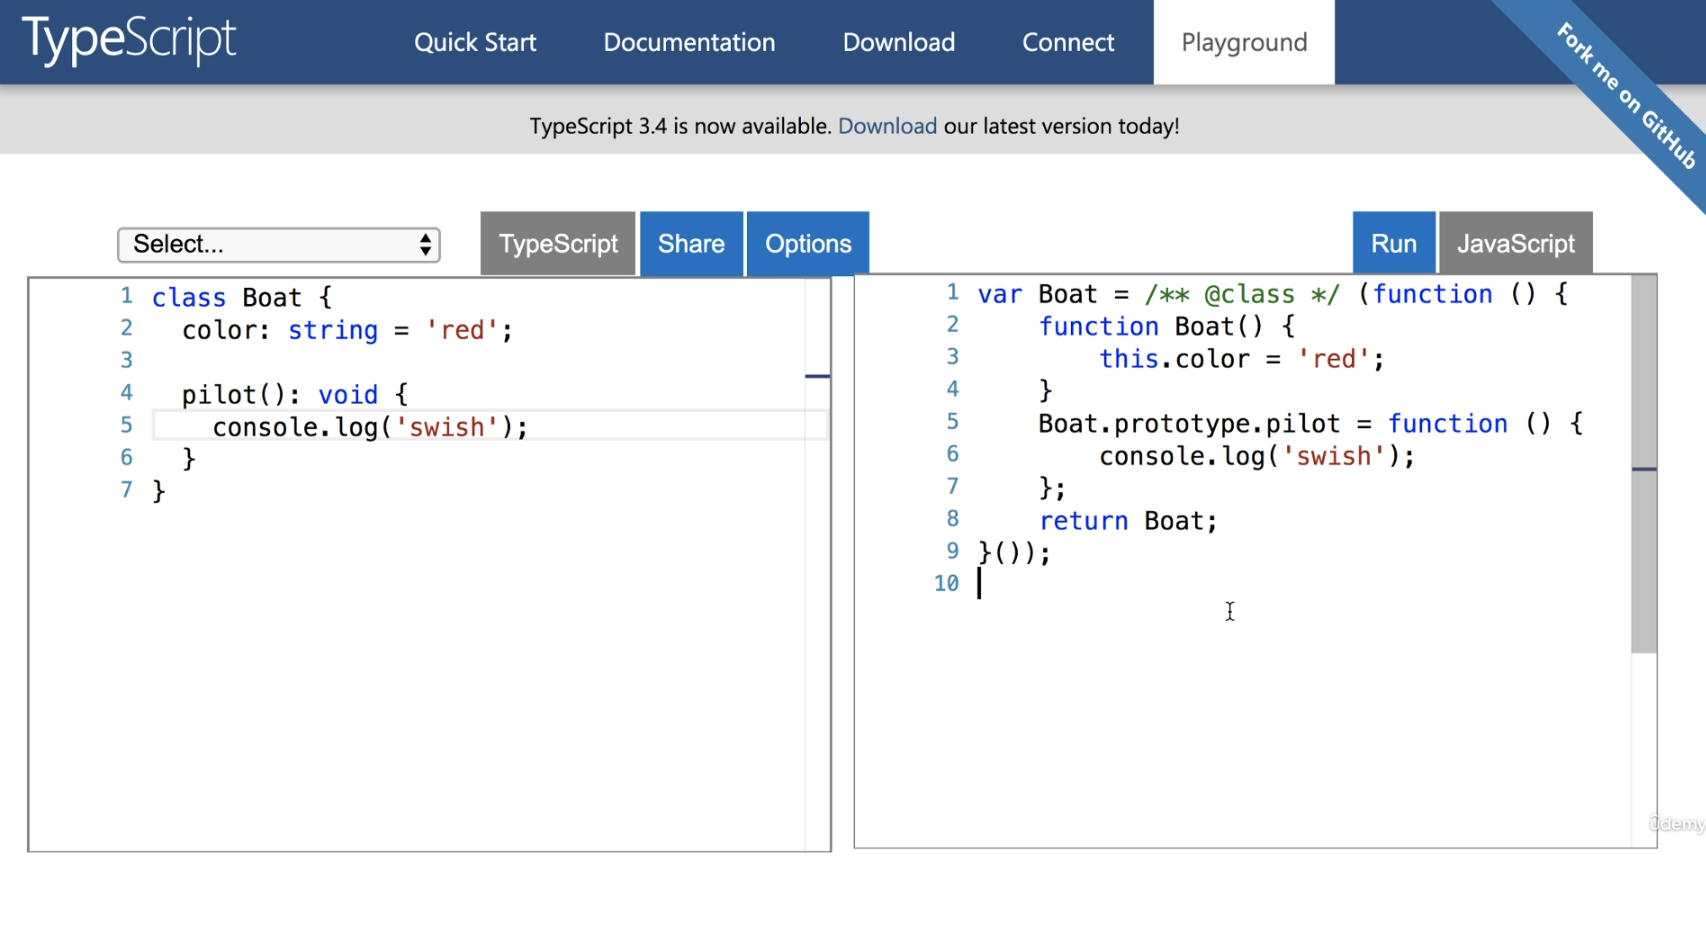 TypeScript
Quick Start
Documentation
Download
Connect
Playground
Fork me on GitHub
TypeScript 3.4 is now available. Download our latest version today!
Select...
TypeScript
Share
Options
Run
JavaScript
1 class Boat {
2   color: string = 'red';
3
4   pilot(): void {
5     console.log('swish');
6   }
7 }
1 var Boat = /** @class */ (function () {
2     function Boat() {
3         this.color = 'red';
4     }
5     Boat.prototype.pilot = function () {
6         console.log('swish');
7     };
8     return Boat;
9 }());
10
ûdemy